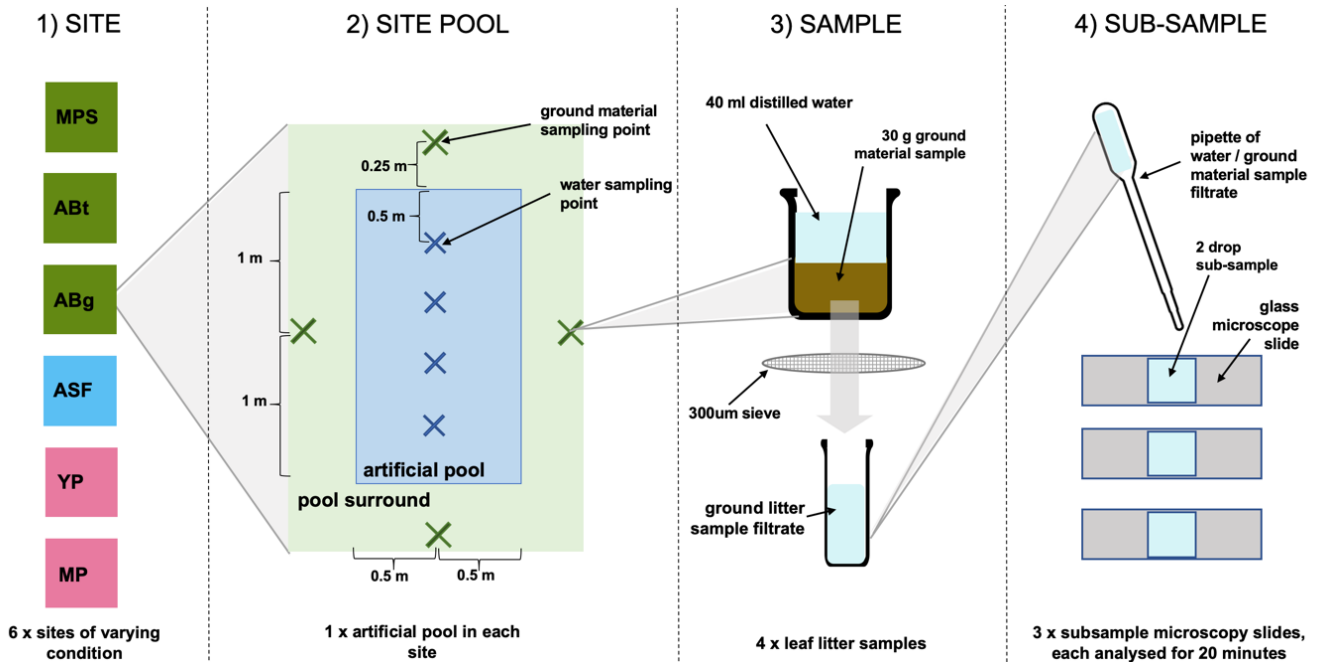 1) SITE
MPS
ABt
ABg
ASF
YP
MP
6 x sites of varying
condition
2) SITE POOL
ground material
sampling point
0.25 m
water sampling
point
0.5 m
1 m
1 m
artificial pool
pool surround
0.5 m
0.5 m
1 x artificial pool in each
site
3) SAMPLE
40 ml distilled water
30 g ground
material sample
300um sieve
ground litter
sample filtrate
4 x leaf litter samples
4) SUB-SAMPLE
pipette of
water / ground
material sample
filtrate
2 drop
sub-sample
glass
microscope
slide
3 x subsample microscopy slides,
each analysed for 20 minutes